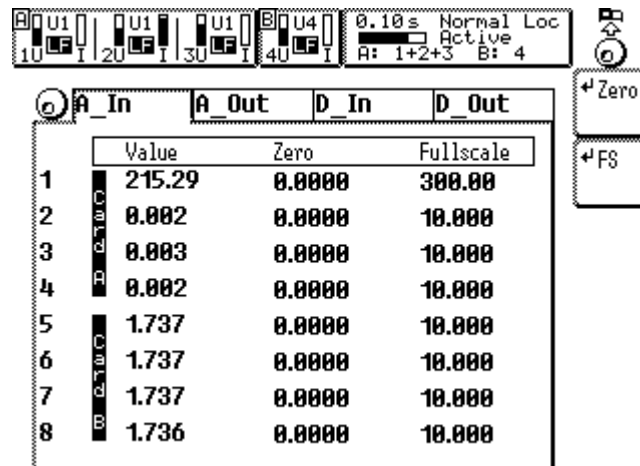 A U1 U1 U1 B U4 0.10s Normal Loc
LF LF LF LF Active
1U I 2U I 3U I 4U I A: 1+2+3 B: 4
Zero
A_In A_Out D_In D_Out
FS
Value Zero Fullscale
1 215.29 0.0000 300.00
2 0.002 0.0000 10.000
3 0.003 0.0000 10.000
4 0.002 0.0000 10.000
Card A
5 1.737 0.0000 10.000
6 1.737 0.0000 10.000
7 1.737 0.0000 10.000
8 1.736 0.0000 10.000
Card B